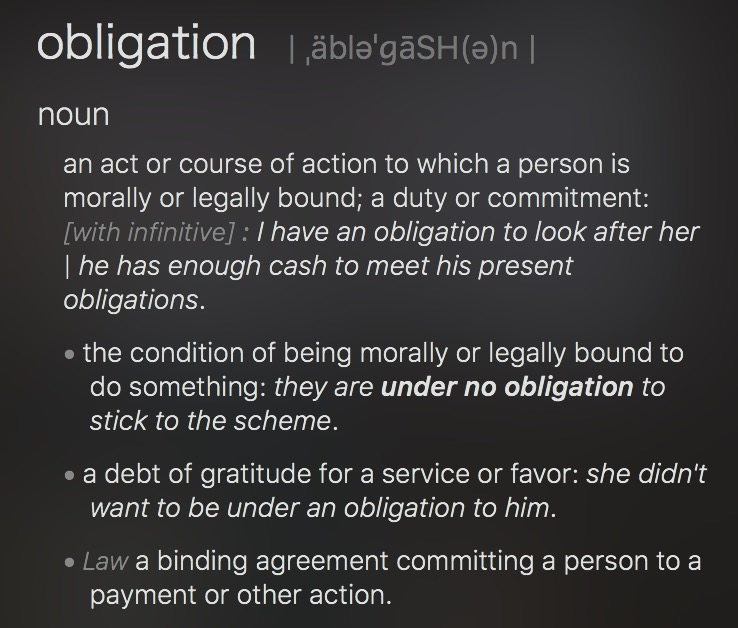 obligation | ˌäbləˈɡāSH(ə)n |
noun
an act or course of action to which a person is
morally or legally bound; a duty or commitment:
[with infinitive] : I have an obligation to look after her
| he has enough cash to meet his present
obligations.
• the condition of being morally or legally bound to
do something: they are under no obligation to
stick to the scheme.
• a debt of gratitude for a service or favor: she didn't
want to be under an obligation to him.
• Law a binding agreement committing a person to a
payment or other action.